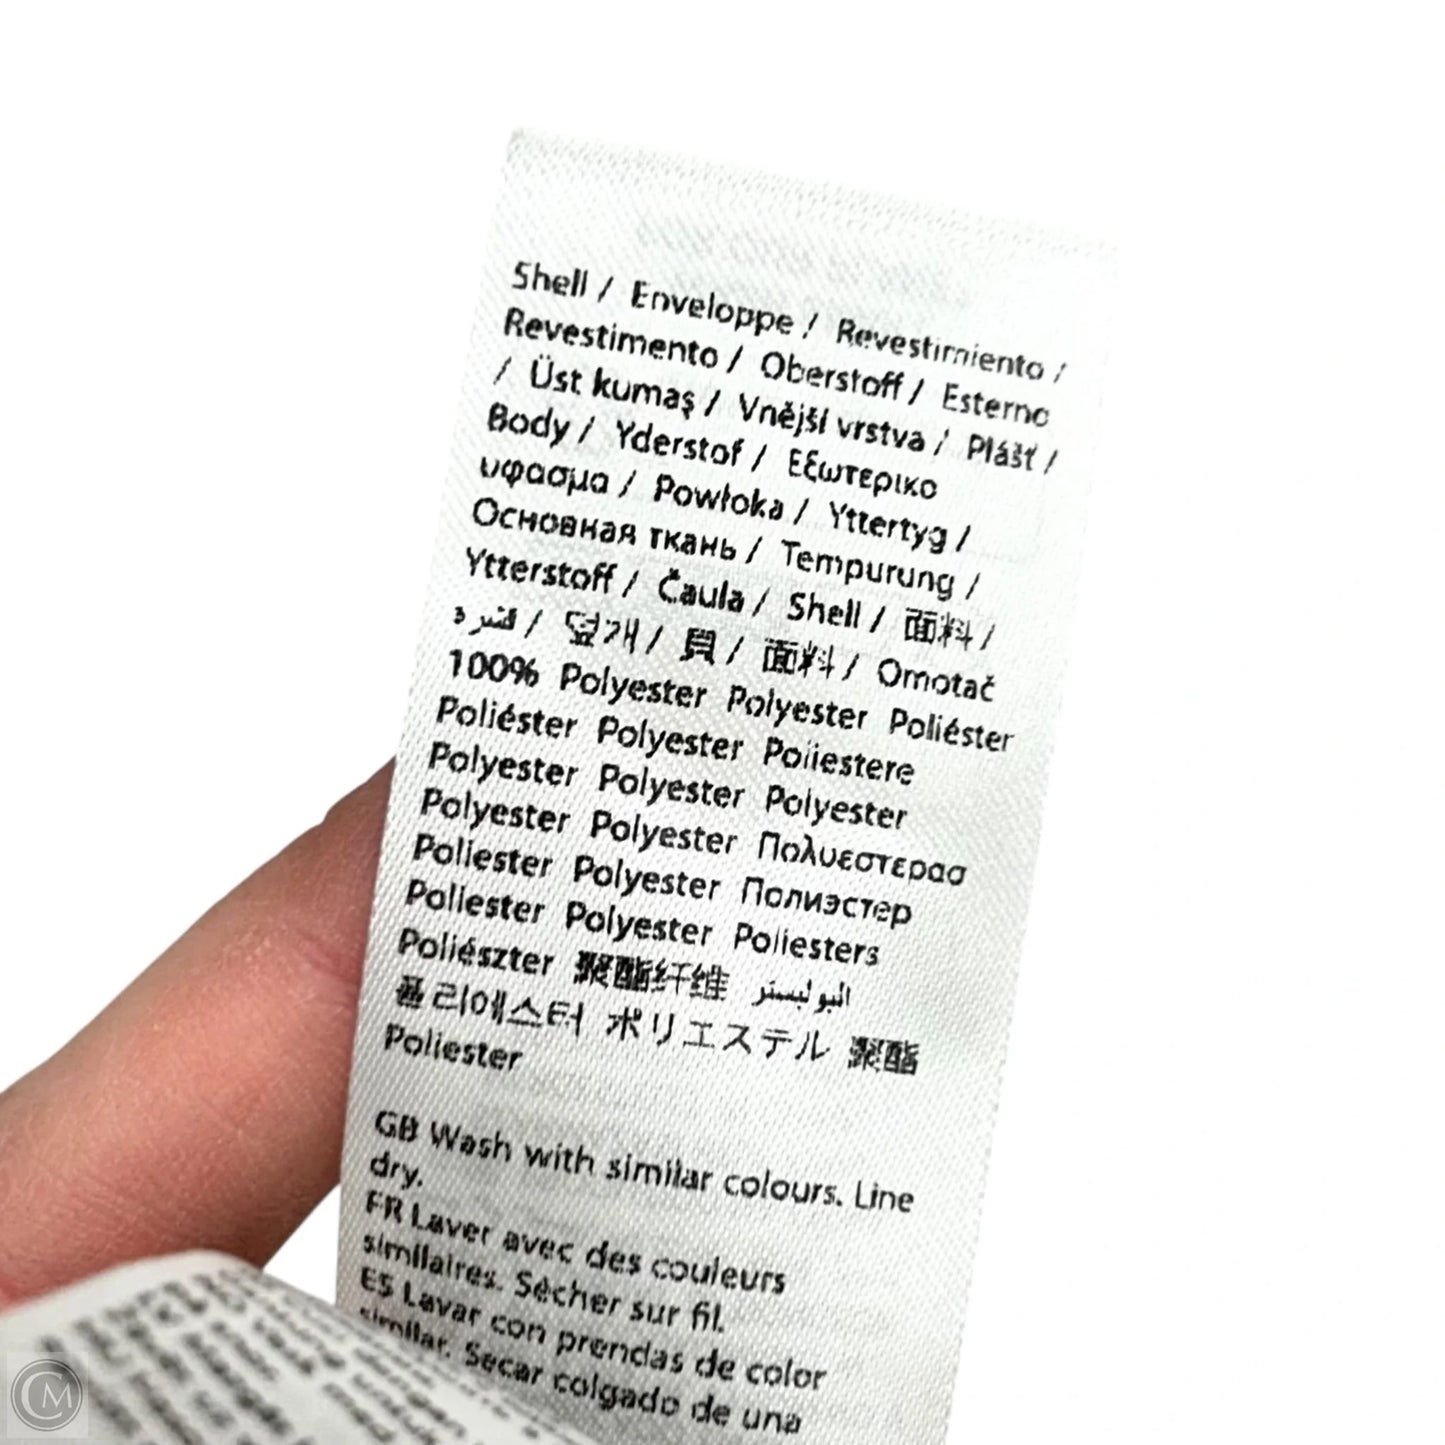 Shell / Enveloppe / Revestimiento /
Revestimento / Oberstoff / Esterno
/ Üst kumaş / Vnější vrstva / Plášť /
Body / Yderstof / Εξωτερικο
υφασμα / Powłoka / Yttertyg /
Основная ткань / Tempurung /
Ytterstoff / Čaula / Shell / 面料 /
قشرة / 덮개 / 貝 / 面料 / Omotač
100% Polyester Polyester Poliéster
Poliéster Polyester Poliestere
Polyester Polyester Polyester
Polyester Polyester Πολυεστερασ
Poliester Polyester Полиэстер
Poliester Polyester Poliesters
Poliészter 聚酯纤维 البوليستر
폴리에스터 ポリエステル 聚酯
Poliester
GB Wash with similar colours. Line
dry.
FR Laver avec des couleurs
similaires. Sécher sur fil.
ES Lavar con prendas de color
similar. Secar colgado de una
CM